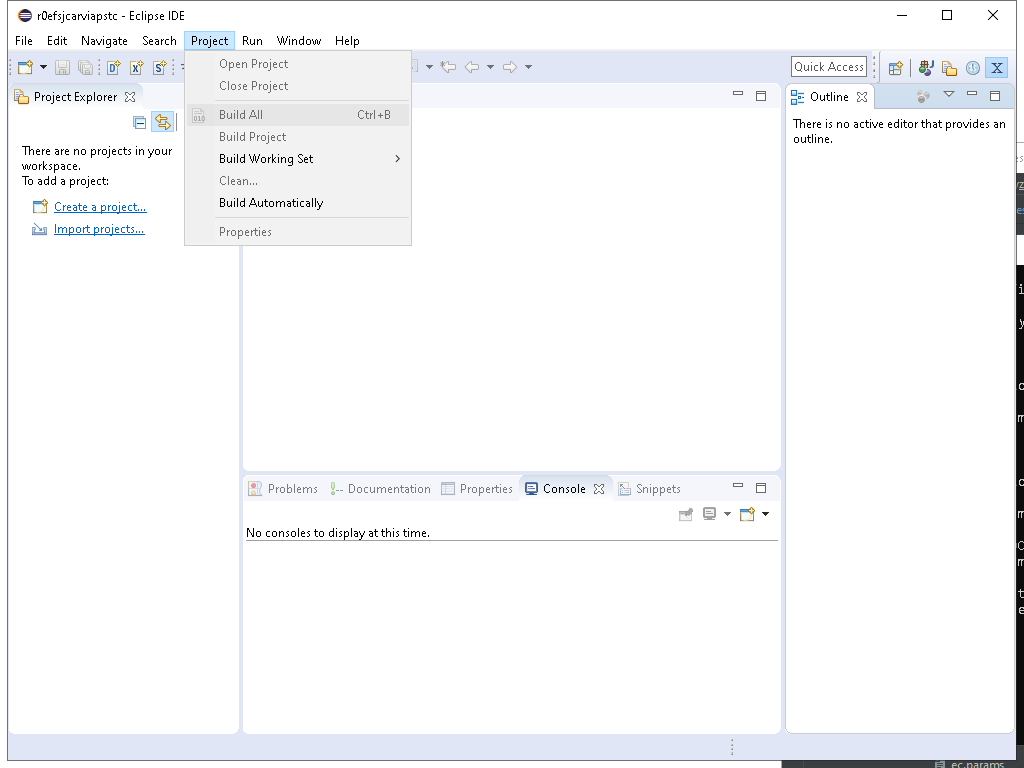 r0efsjcarviapstc - Eclipse IDE
File Edit Navigate Search Project Run Window Help
Quick Access
Project Explorer
There are no projects in your
workspace.
To add a project:
Create a project...
Import projects...
Open Project
Close Project
Build All Ctrl+B
Build Project
Build Working Set
Clean...
Build Automatically
Properties
Outline
There is no active editor that provides an
outline.
Problems Documentation Properties Console Snippets
No consoles to display at this time.
ec.params